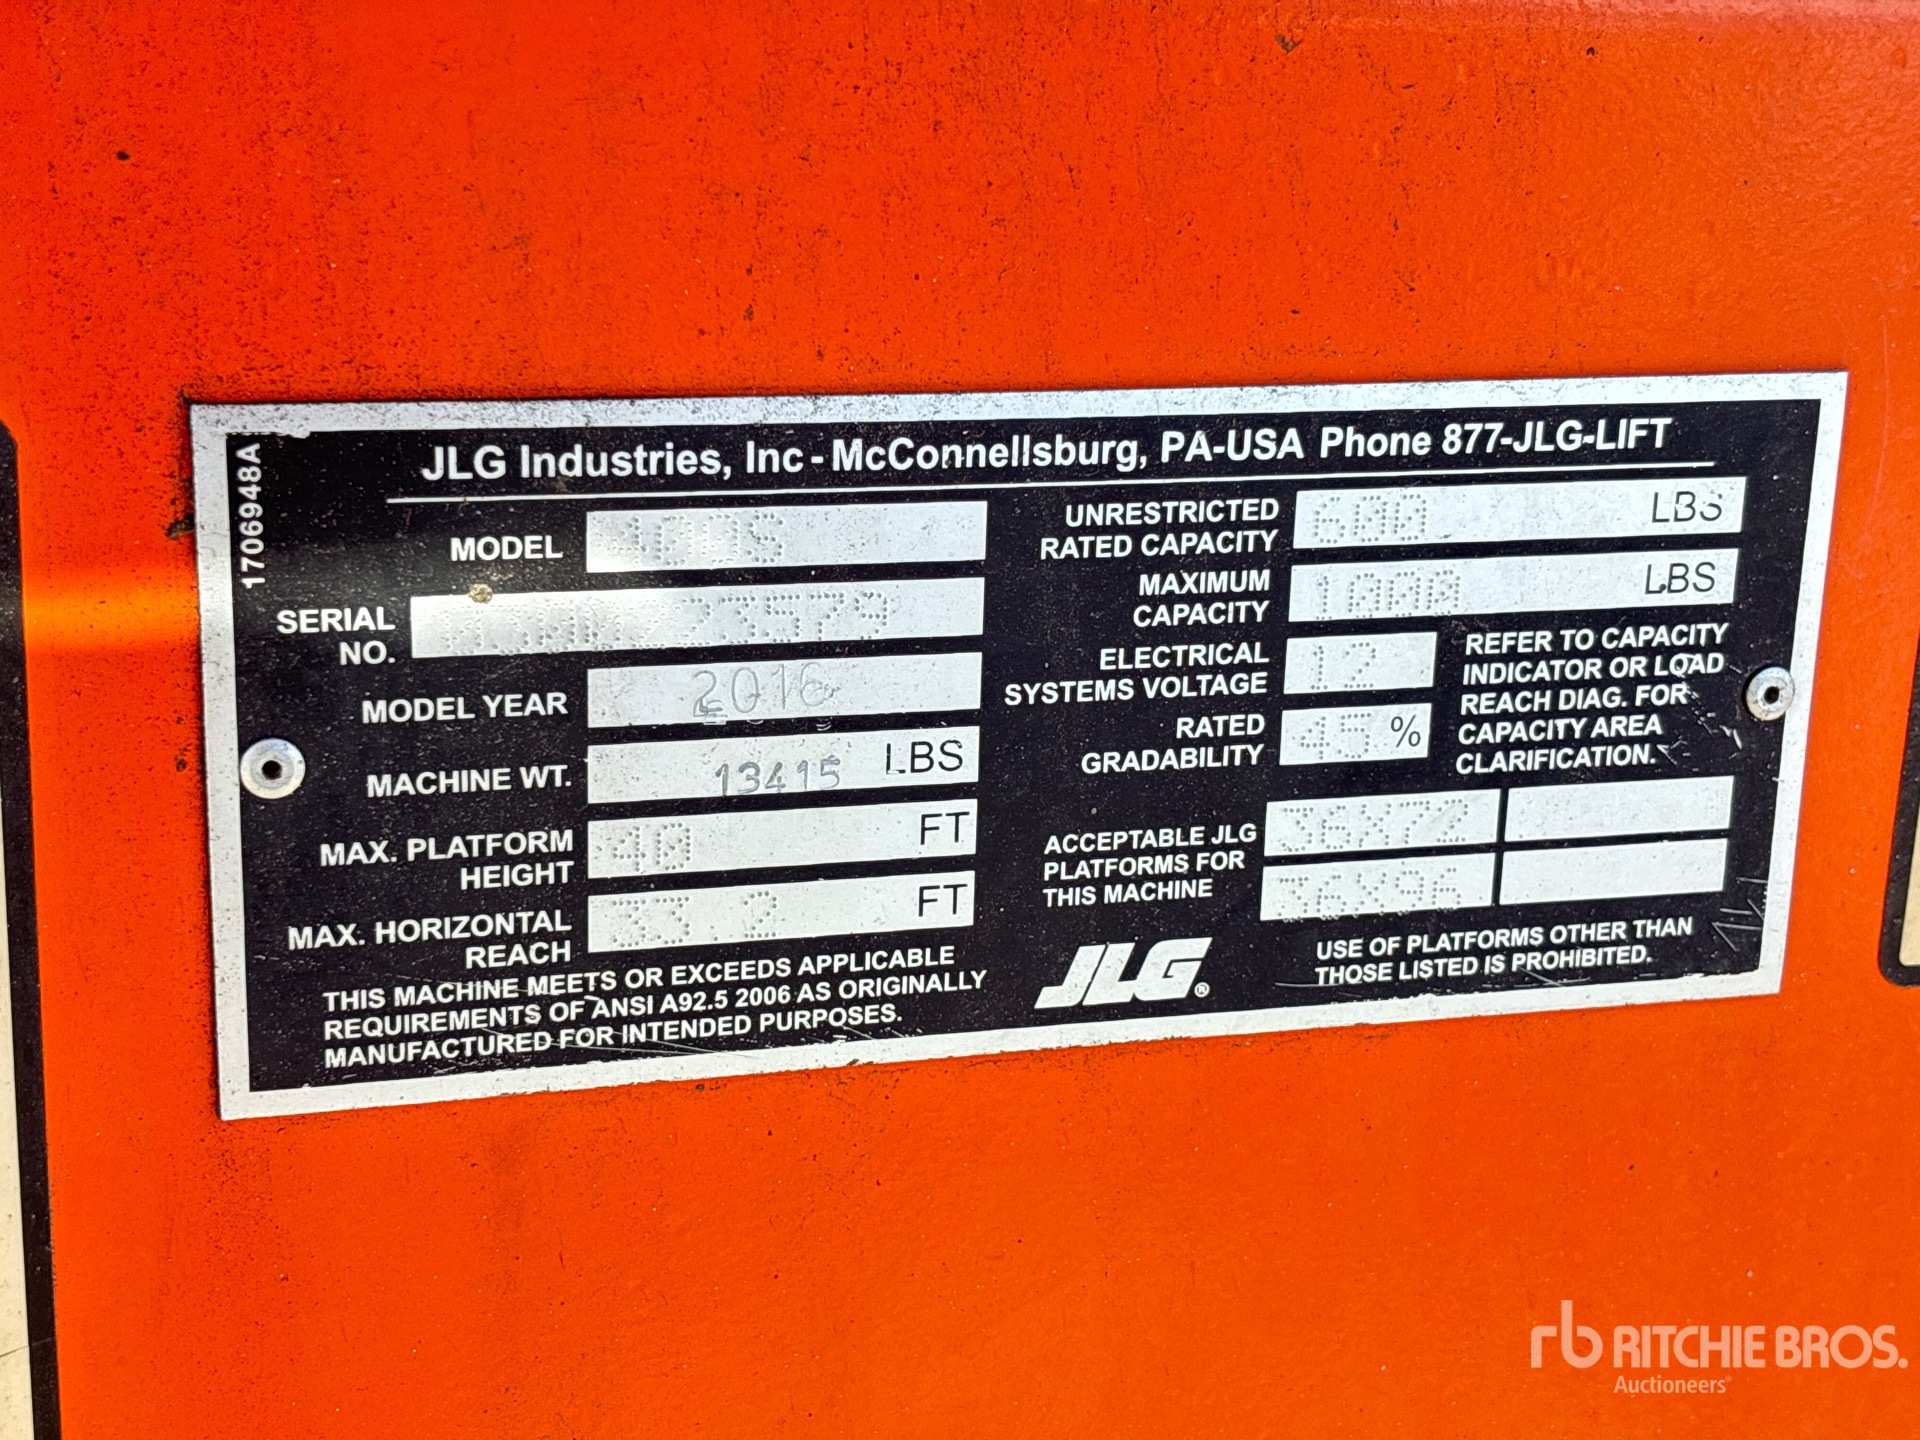 17069 48A
JLG Industries, Inc - McConnellsburg, PA-USA Phone 877-JLG-LIFT
MODEL 400S
SERIAL
NO.
MODEL YEAR 2016
MACHINE WT. 13415 LBS
MAX. PLATFORM
HEIGHT 40 FT
MAX. HORIZONTAL
REACH 33.2 FT
THIS MACHINE MEETS OR EXCEEDS APPLICABLE
REQUIREMENTS OF ANSI A92.5 2006 AS ORIGINALLY
MANUFACTURED FOR INTENDED PURPOSES.
UNRESTRICTED
RATED CAPACITY 600 LBS
MAXIMUM
CAPACITY 1000 LBS
ELECTRICAL
SYSTEMS VOLTAGE 12
RATED
GRADABILITY 45 %
REFER TO CAPACITY
INDICATOR OR LOAD
REACH DIAG. FOR
CAPACITY AREA
CLARIFICATION.
ACCEPTABLE JLG
PLATFORMS FOR
THIS MACHINE
36X72
36X96
JLG®
USE OF PLATFORMS OTHER THAN
THOSE LISTED IS PROHIBITED.
rb RITCHIE BROS.
Auctioneers